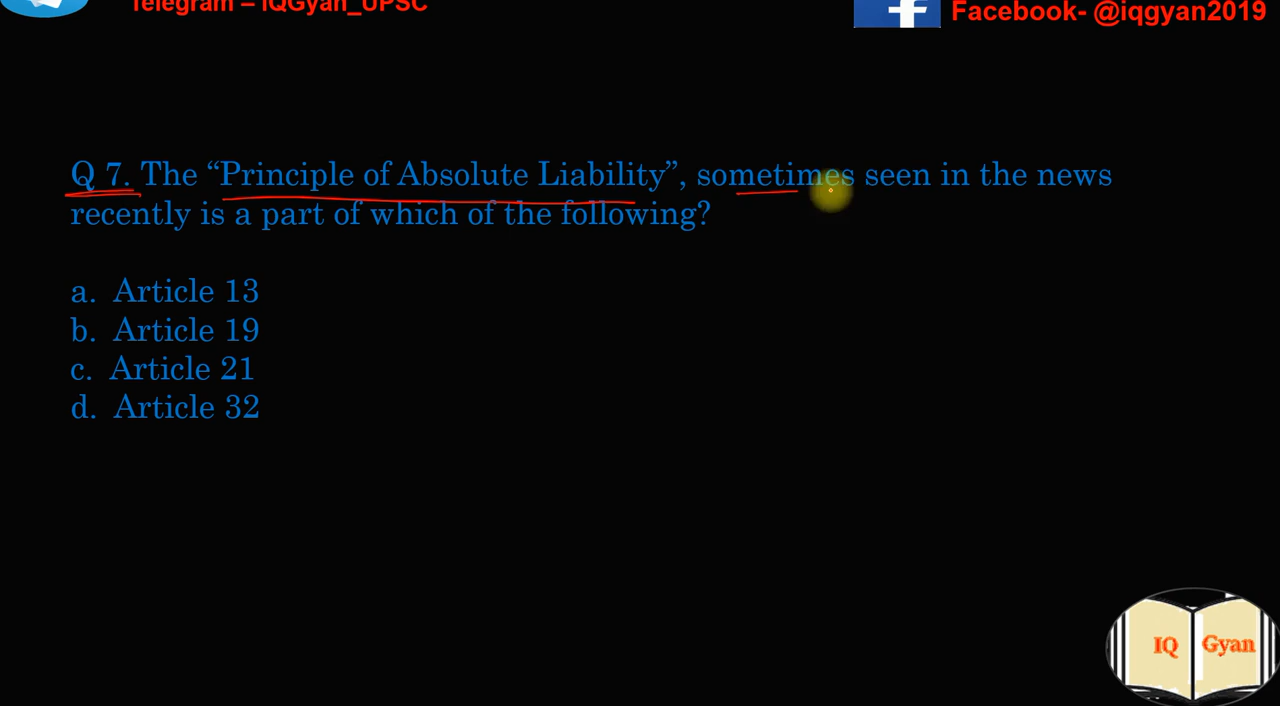 Telegram – IQGyan_UPSC
Facebook- @iqgyan2019
Q 7. The “Principle of Absolute Liability”, sometimes seen in the news
recently is a part of which of the following?
a. Article 13
b. Article 19
c. Article 21
d. Article 32
IQ Gyan